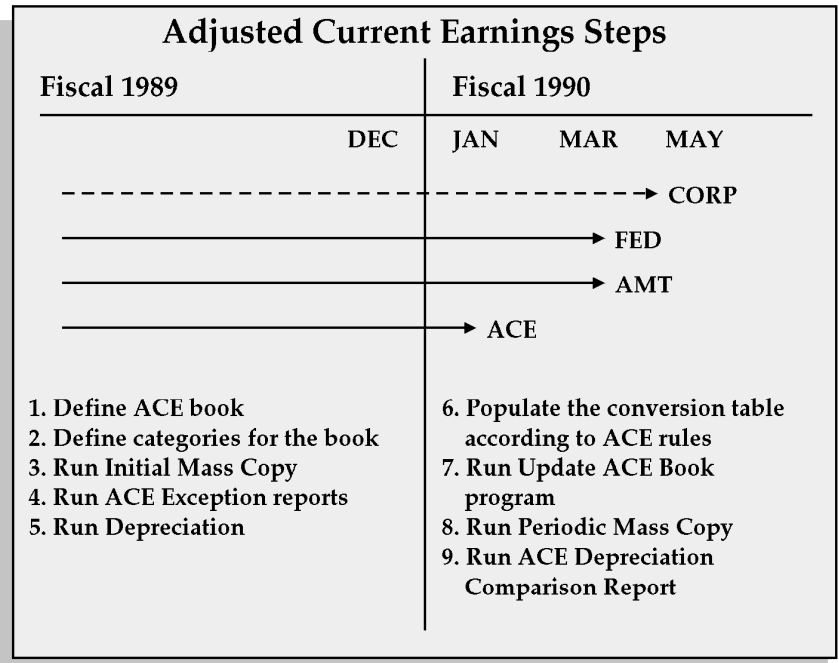 Adjusted Current Earnings Steps
Fiscal 1989
Fiscal 1990
DEC
JAN
MAR
MAY
CORP
FED
AMT
ACE
1. Define ACE book
2. Define categories for the book
3. Run Initial Mass Copy
4. Run ACE Exception reports
5. Run Depreciation
6. Populate the conversion table
according to ACE rules
7. Run Update ACE Book
program
8. Run Periodic Mass Copy
9. Run ACE Depreciation
Comparison Report